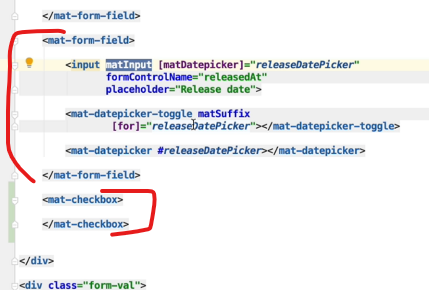 </mat-form-field>
<mat-form-field>
<input matInput [matDatepicker]="releaseDatePicker"
formControlName="releasedAt"
placeholder="Release date">
<mat-datepicker-toggle matSuffix
[for]="releaseDatePicker"></mat-datepicker-toggle>
<mat-datepicker #releaseDatePicker></mat-datepicker>
</mat-form-field>
<mat-checkbox>
</mat-checkbox>
</div>
<div class="form-val">